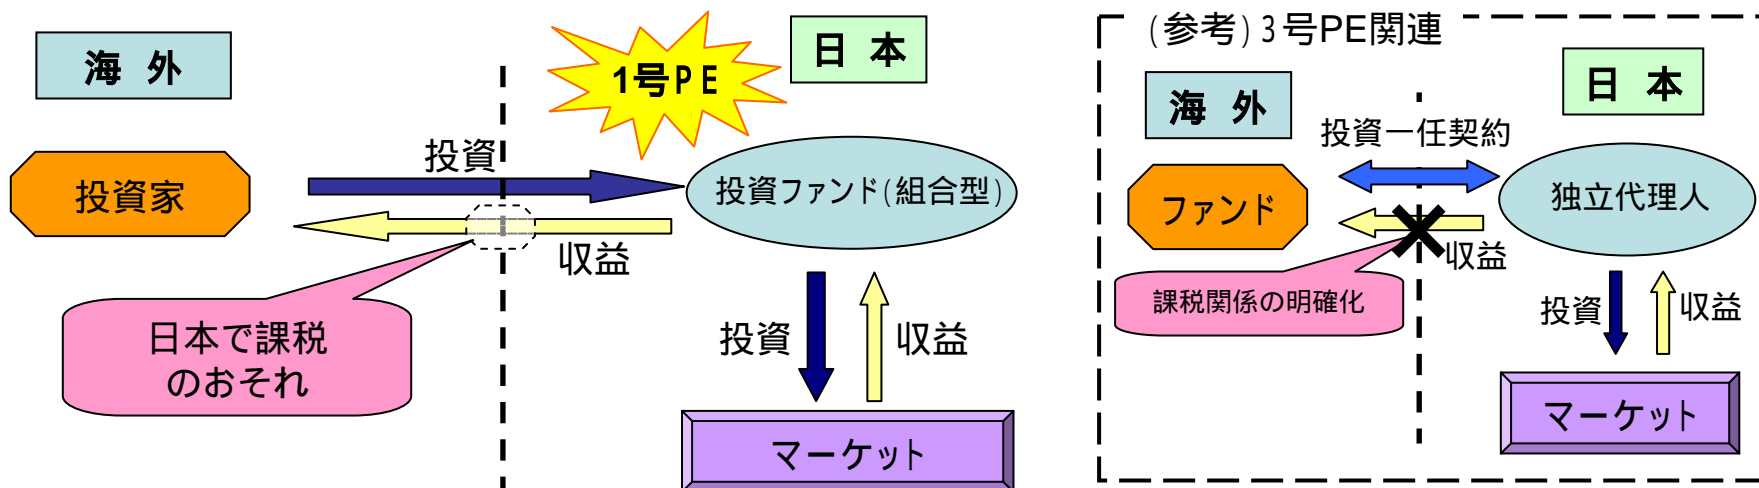 海 外
1号PE
日 本
投資
投資家
投資ファンド(組合型)
収益
日本で課税
のおそれ
投資
収益
マーケット
(参考)3号PE関連
海 外
日 本
投資一任契約
ファンド
独立代理人
収益
課税関係の明確化
投資
収益
マーケット